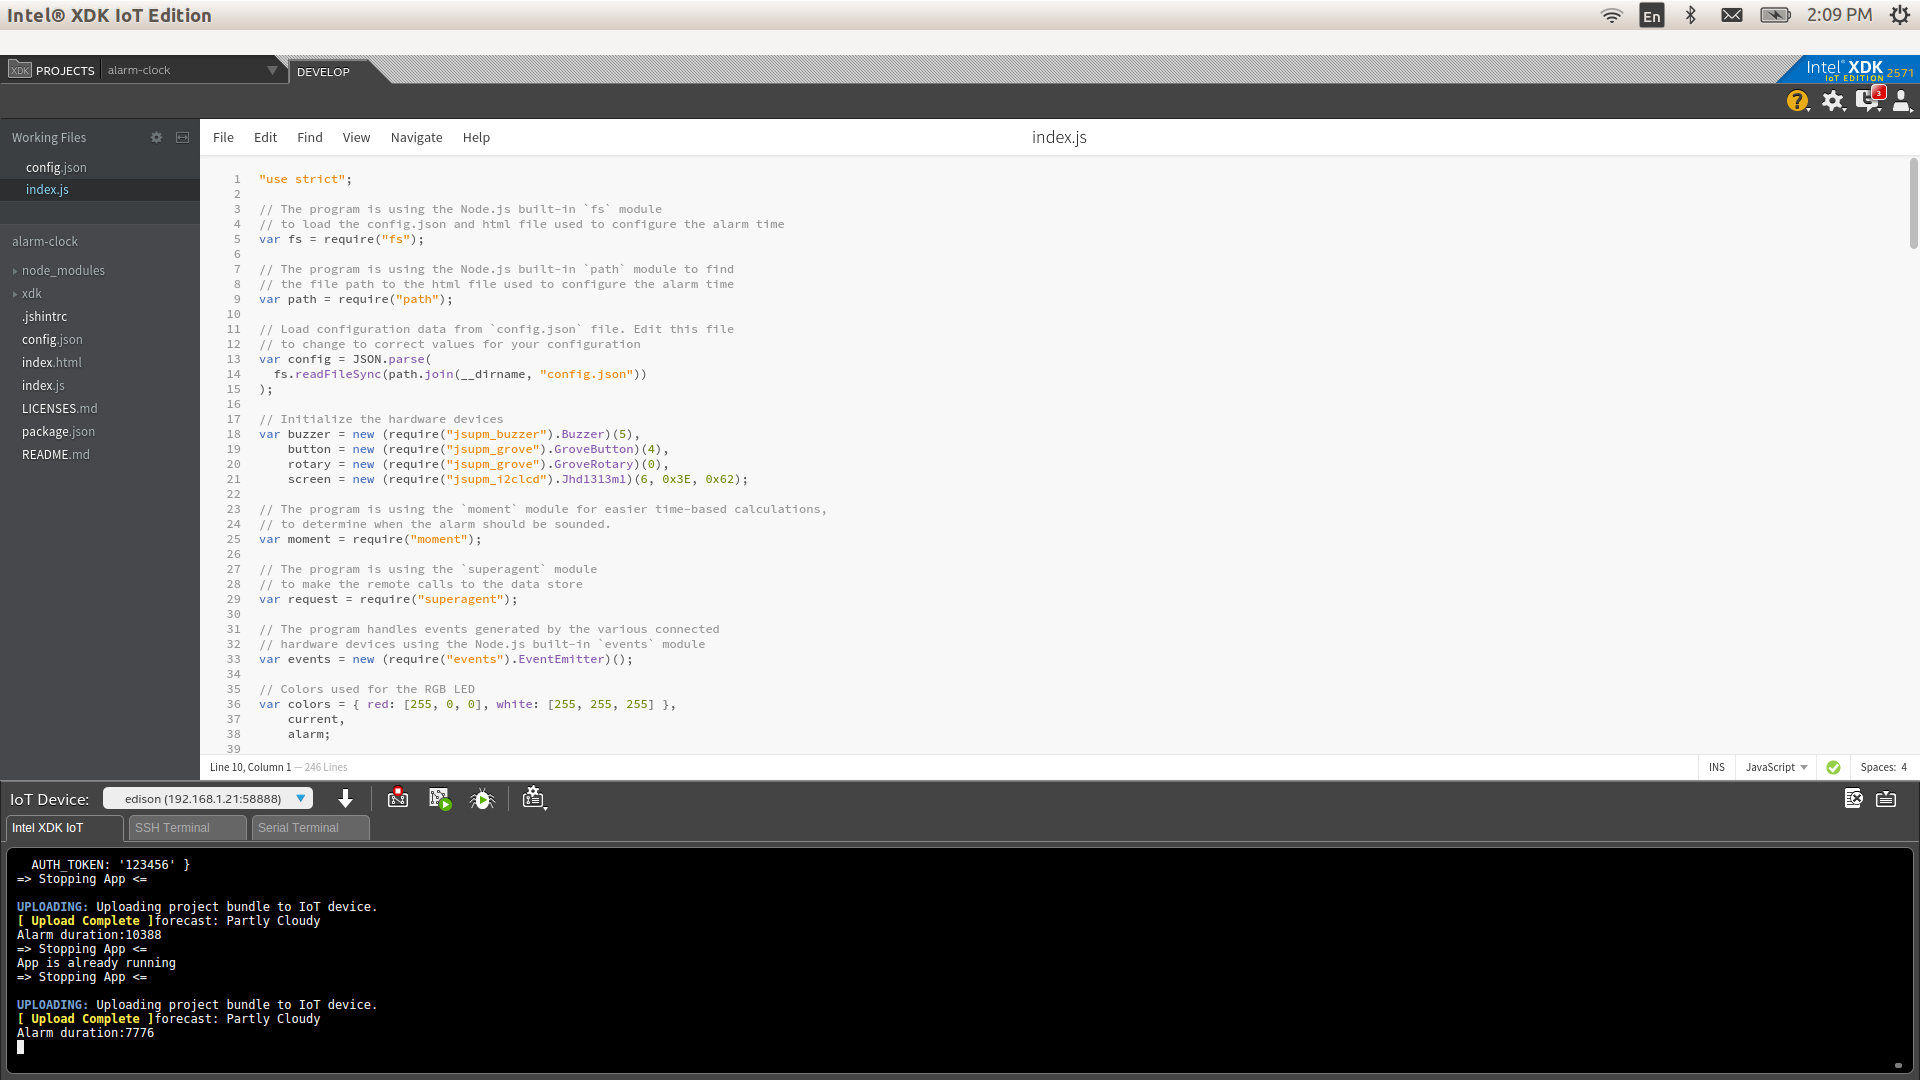 Intel® XDK IoT Edition
En
2:09 PM
XDK PROJECTS alarm-clock DEVELOP
Intel® XDK
IoT EDITION 2571
?
3
Working Files
config.json
index.js
alarm-clock
node_modules
xdk
.jshintrc
config.json
index.html
index.js
LICENSES.md
package.json
README.md
File Edit Find View Navigate Help index.js
1 "use strict";
2
3 // The program is using the Node.js built-in `fs` module
4 // to load the config.json and html file used to configure the alarm time
5 var fs = require("fs");
6
7 // The program is using the Node.js built-in `path` module to find
8 // the file path to the html file used to configure the alarm time
9 var path = require("path");
10
11 // Load configuration data from `config.json` file. Edit this file
12 // to change to correct values for your configuration
13 var config = JSON.parse(
14   fs.readFileSync(path.join(__dirname, "config.json"))
15 );
16
17 // Initialize the hardware devices
18 var buzzer = new (require("jsupm_buzzer").Buzzer)(5),
19     button = new (require("jsupm_grove").GroveButton)(4),
20     rotary = new (require("jsupm_grove").GroveRotary)(0),
21     screen = new (require("jsupm_i2clcd").Jhd1313m1)(6, 0x3E, 0x62);
22
23 // The program is using the `moment` module for easier time-based calculations,
24 // to determine when the alarm should be sounded.
25 var moment = require("moment");
26
27 // The program is using the `superagent` module
28 // to make the remote calls to the data store
29 var request = require("superagent");
30
31 // The program handles events generated by the various connected
32 // hardware devices using the Node.js built-in `events` module
33 var events = new (require("events").EventEmitter)();
34
35 // Colors used for the RGB LED
36 var colors = { red: [255, 0, 0], white: [255, 255, 255] },
37     current,
38     alarm;
39
Line 10, Column 1 — 246 Lines INS JavaScript Spaces: 4
IoT Device: edison (192.168.1.21:58888)
Intel XDK IoT SSH Terminal Serial Terminal
  AUTH_TOKEN: '123456' }
=> Stopping App <=
UPLOADING: Uploading project bundle to IoT device.
[ Upload Complete ]forecast: Partly Cloudy
Alarm duration:10388
=> Stopping App <=
App is already running
=> Stopping App <=
UPLOADING: Uploading project bundle to IoT device.
[ Upload Complete ]forecast: Partly Cloudy
Alarm duration:7776